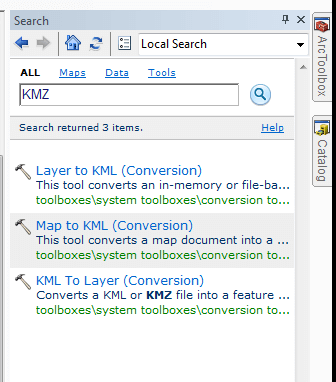 Search
Local Search
ALL Maps Data Tools
KMZ
Search returned 3 items. Help
Layer to KML (Conversion)
This tool converts an in-memory or file-ba...
toolboxes\system toolboxes\conversion to...
Map to KML (Conversion)
This tool converts a map document into a ...
toolboxes\system toolboxes\conversion to...
KML To Layer (Conversion)
Converts a KML or KMZ file into a feature ...
toolboxes\system toolboxes\conversion to...
ArcToolbox
Catalog